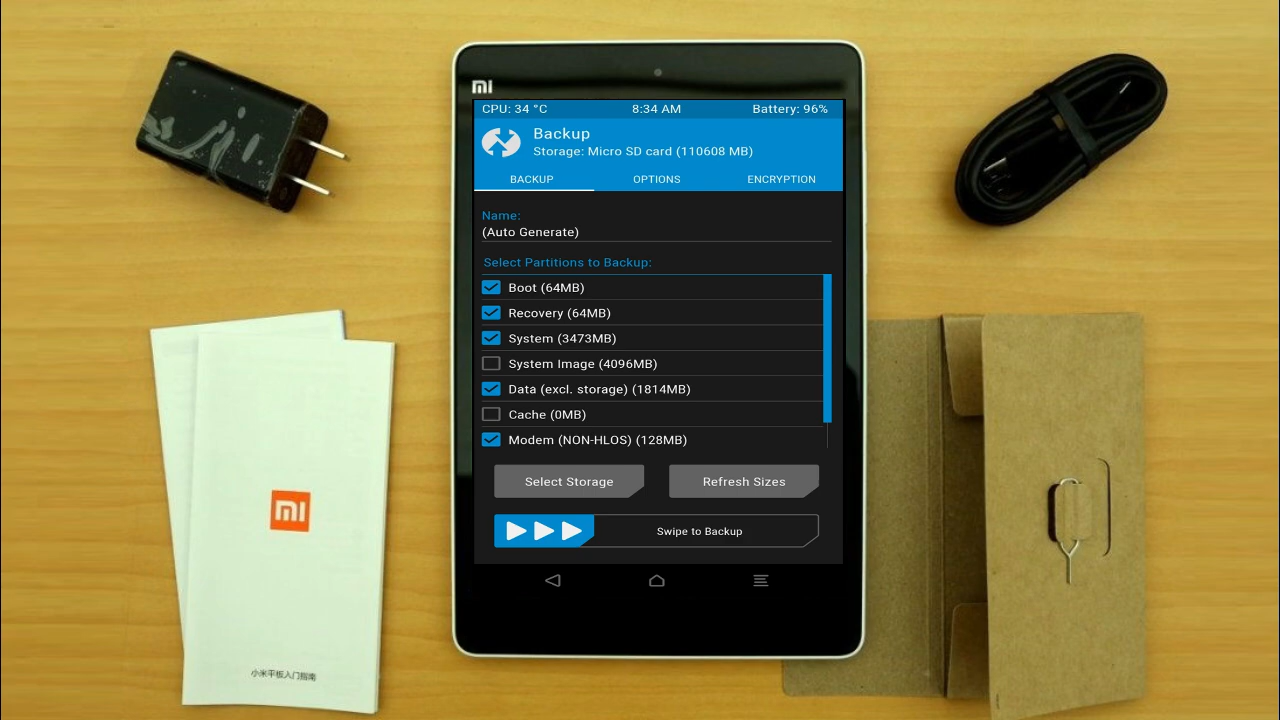 mi
CPU: 34 °C 8:34 AM Battery: 96%
Backup
Storage: Micro SD card (110608 MB)
BACKUP OPTIONS ENCRYPTION
Name:
(Auto Generate)
Select Partitions to Backup:
Boot (64MB)
Recovery (64MB)
System (3473MB)
System Image (4096MB)
Data (excl. storage) (1814MB)
Cache (0MB)
Modem (NON-HLOS) (128MB)
Select Storage Refresh Sizes
Swipe to Backup
mi
小米平板入门指南